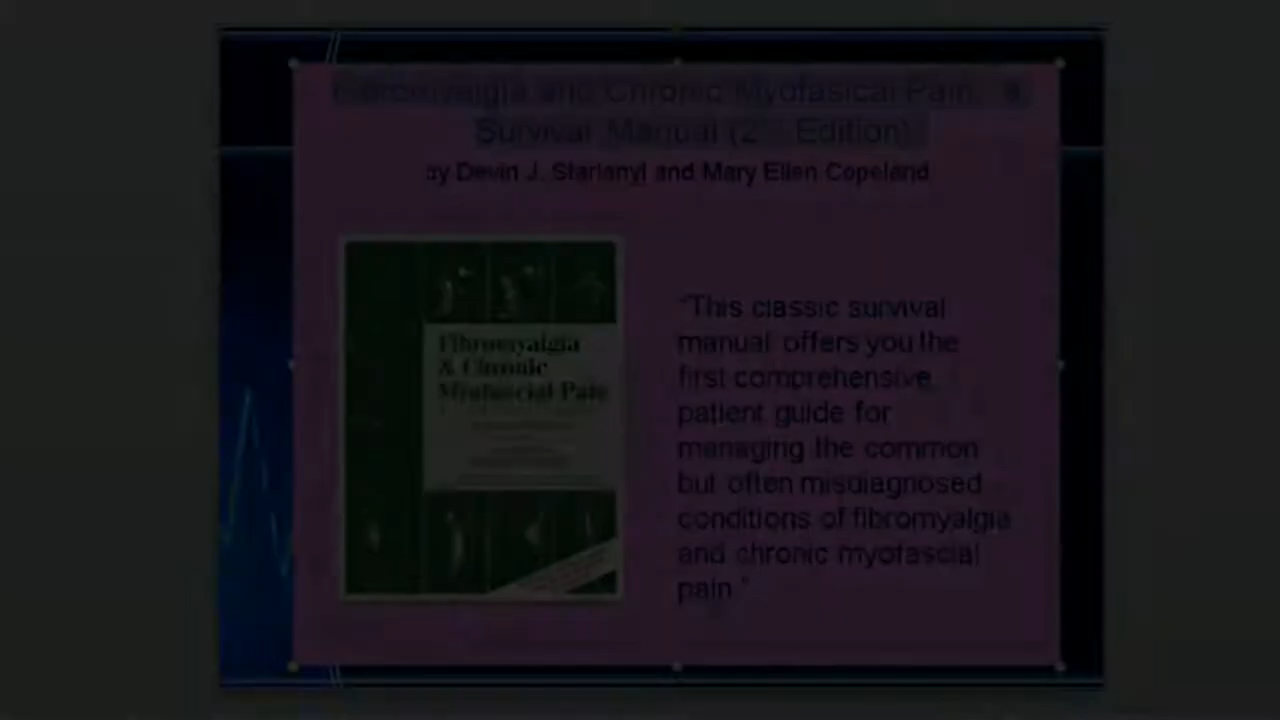 Fibromyalgia and Chronic Myofasical Pain: a
Survival Manual (2nd Edition)
by Devin J. Starlanyl and Mary Ellen Copeland
Fibromyalgia
& Chronic
Myofascial Pain
"This classic survival
manual offers you the
first comprehensive
patient guide for
managing the common
but often misdiagnosed
conditions of fibromyalgia
and chronic myofascial
pain."